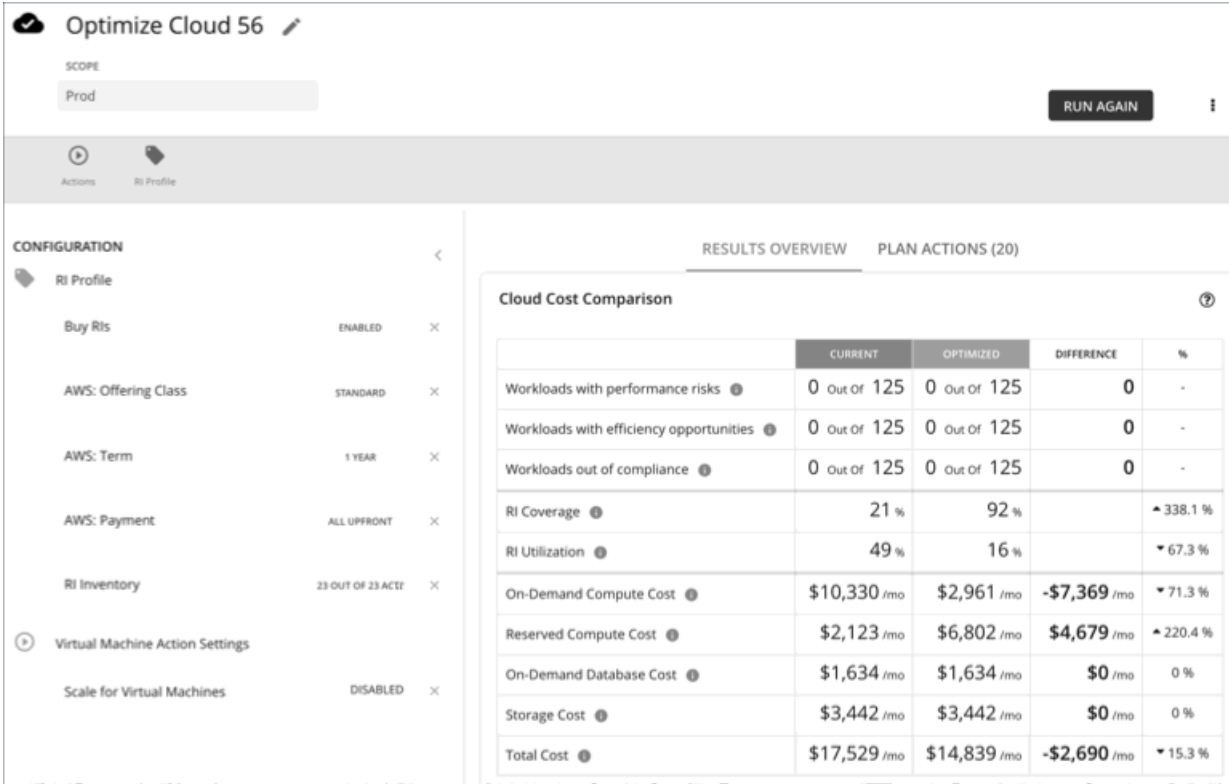 Optimize Cloud 56
SCOPE
Prod
RUN AGAIN
Actions RI Profile
CONFIGURATION
RI Profile
Buy RIs ENABLED
AWS: Offering Class STANDARD
AWS: Term 1 YEAR
AWS: Payment ALL UPFRONT
RI Inventory 23 OUT OF 23
Virtual Machine Action Settings
Scale for Virtual Machines DISABLED
RESULTS OVERVIEW PLAN ACTIONS (20)
Cloud Cost Comparison
CURRENT OPTIMIZED DIFFERENCE %
Workloads with performance risks 0 Out Of 125 0 Out Of 125 0 -
Workloads with efficiency opportunities 0 Out Of 125 0 Out Of 125 0 -
Workloads out of compliance 0 Out Of 125 0 Out Of 125 0 -
RI Coverage 21 % 92 % 338.1 %
RI Utilization 49 % 16 % 67.3 %
On-Demand Compute Cost $10,330 /mo $2,961 /mo -$7,369 /mo 71.3 %
Reserved Compute Cost $2,123 /mo $6,802 /mo $4,679 /mo 220.4 %
On-Demand Database Cost $1,634 /mo $1,634 /mo $0 /mo 0 %
Storage Cost $3,442 /mo $3,442 /mo $0 /mo 0 %
Total Cost $17,529 /mo $14,839 /mo -$2,690 /mo 15.3 %